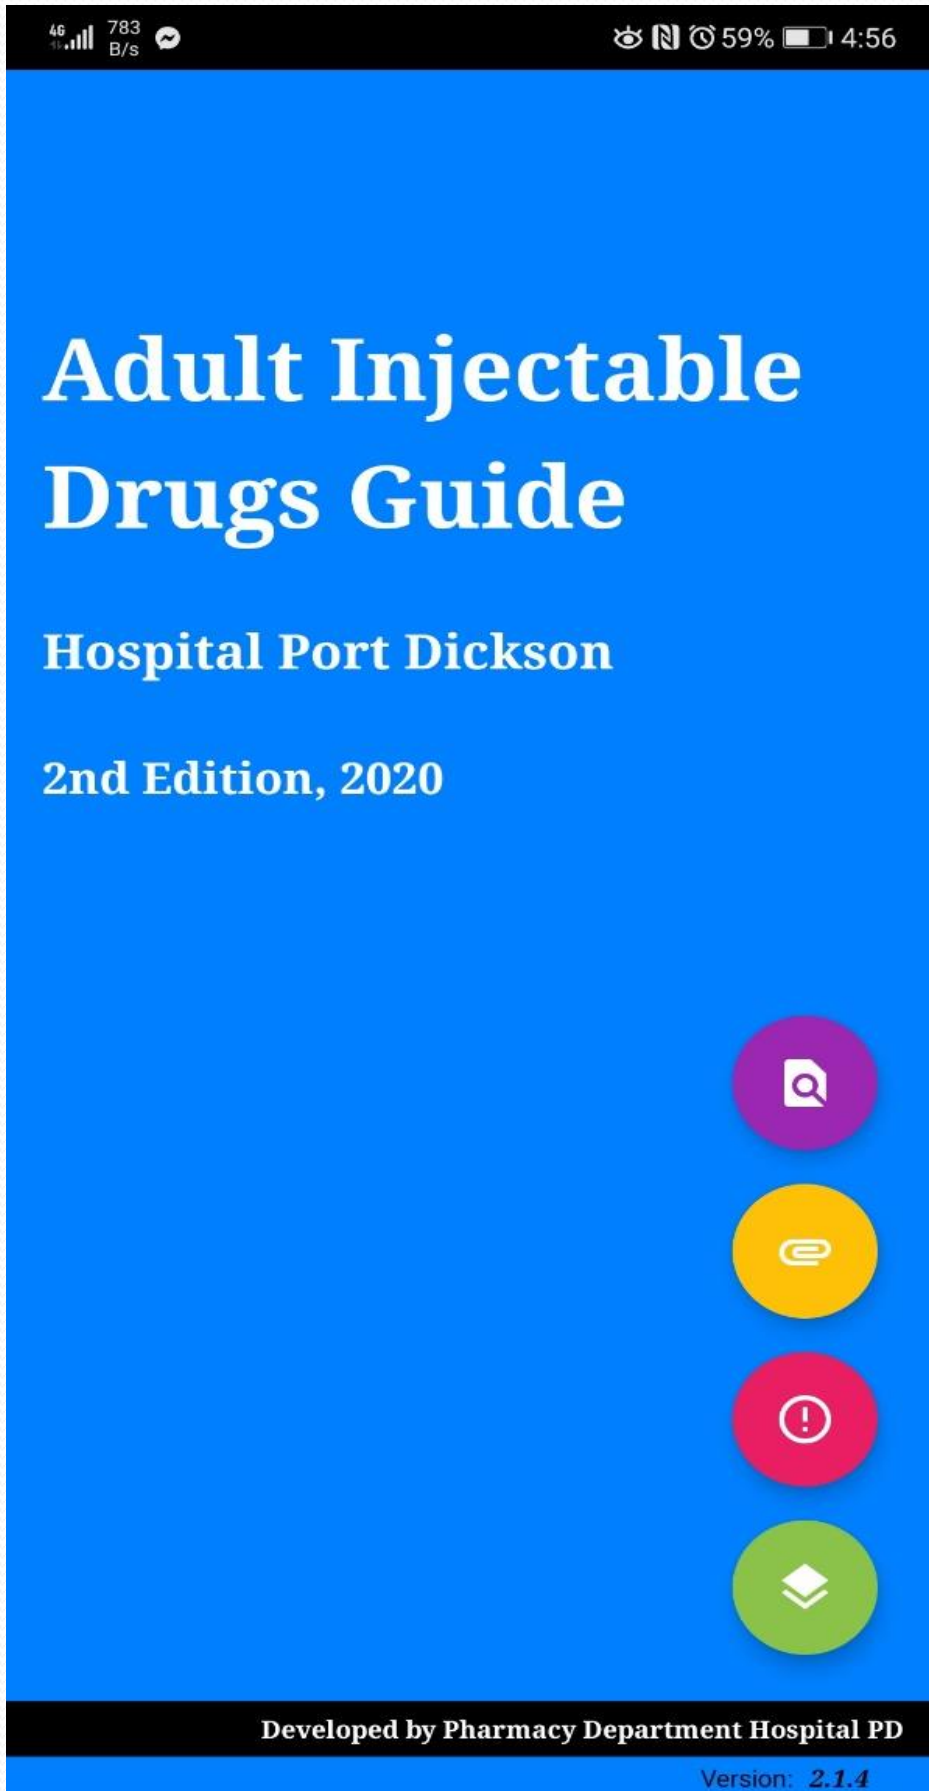 4G 783 B/s 59% 4:56
Adult Injectable
Drugs Guide
Hospital Port Dickson
2nd Edition, 2020
Developed by Pharmacy Department Hospital PD
Version: 2.1.4